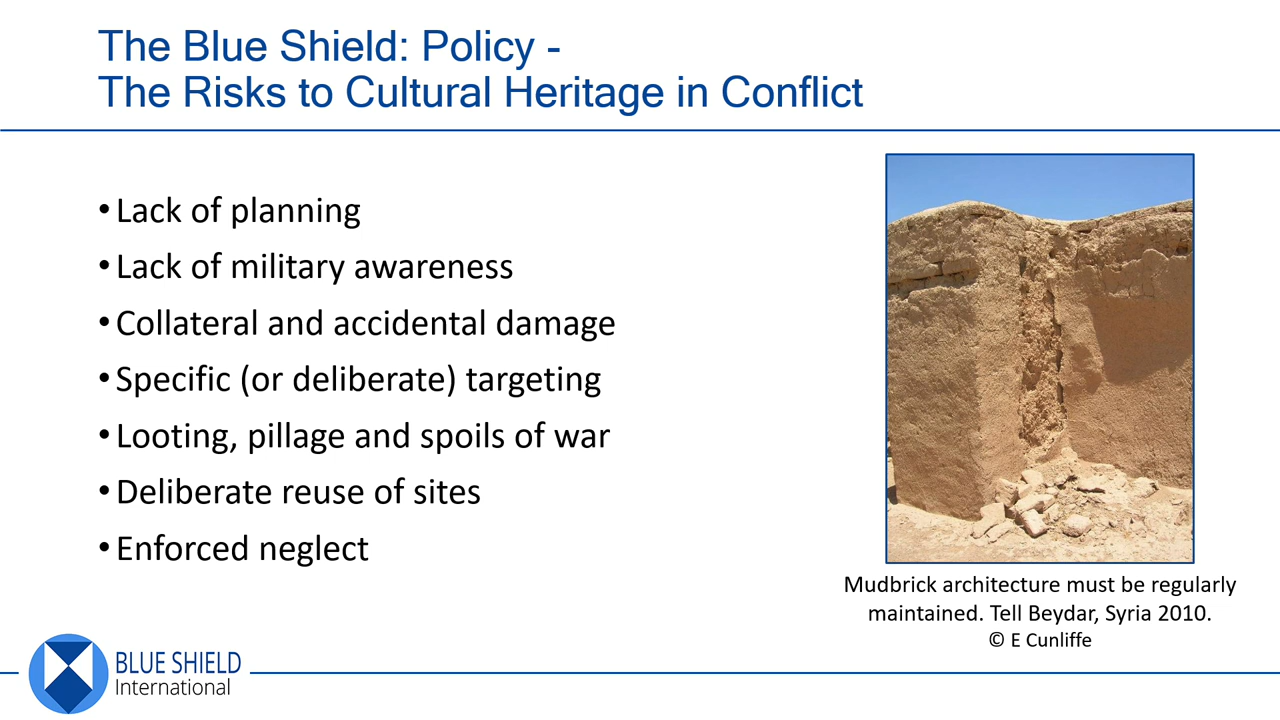 The Blue Shield: Policy -
The Risks to Cultural Heritage in Conflict
• Lack of planning
• Lack of military awareness
• Collateral and accidental damage
• Specific (or deliberate) targeting
• Looting, pillage and spoils of war
• Deliberate reuse of sites
• Enforced neglect
Mudbrick architecture must be regularly
maintained. Tell Beydar, Syria 2010.
© E Cunliffe
BLUE SHIELD
International